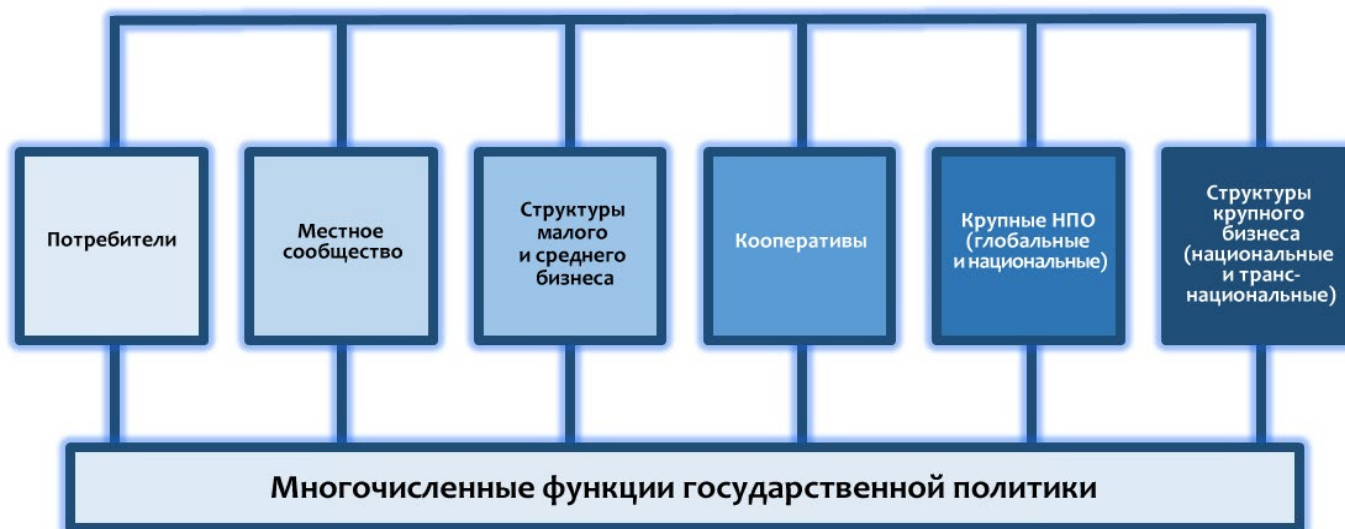 Потребители
Местное
сообщество
Структуры
малого
и среднего
бизнеса
Кооперативы
Крупные НПО
(глобальные
и национальные)
Структуры
крупного
бизнеса
(национальные
и транс-
национальные)
Многочисленные функции государственной политики